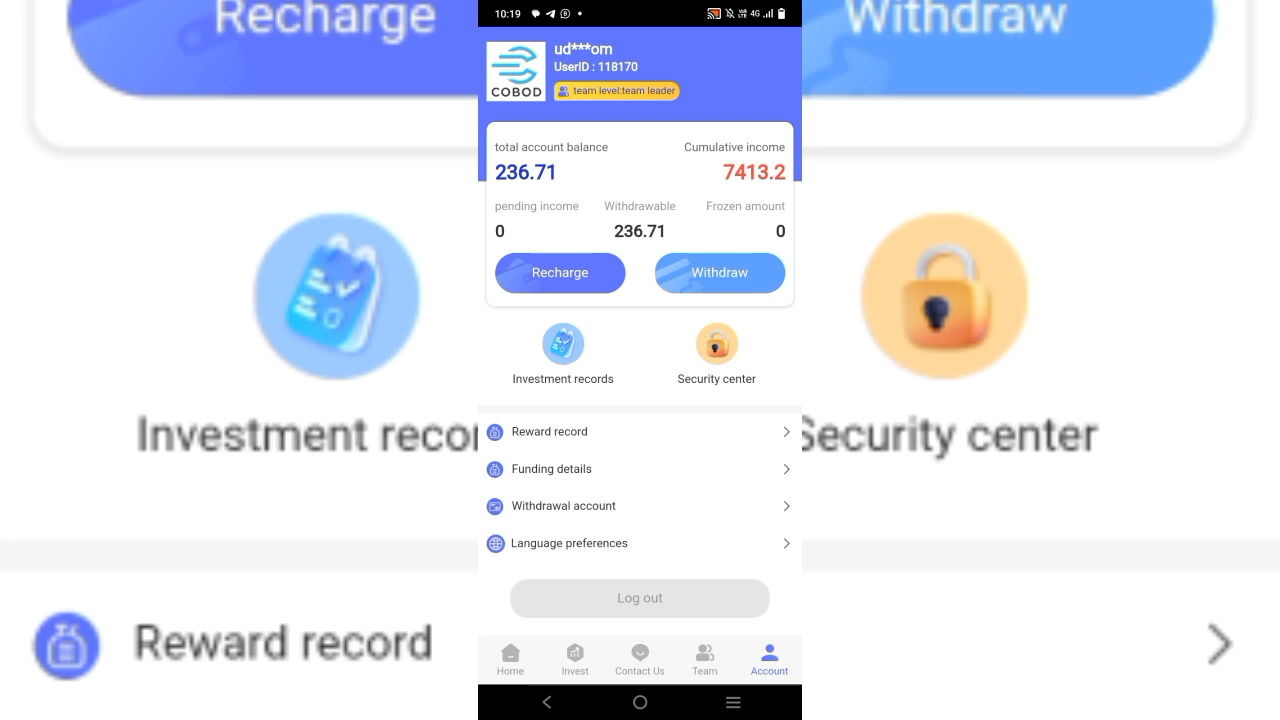 Recharge
Withdraw
10:19
4G
ud***om
UserID : 118170
COBOD
team level:team leader
total account balance
Cumulative income
236.71
7413.2
pending income
Withdrawable
Frozen amount
0
236.71
0
Recharge
Withdraw
Investment records
Security center
Investment recor
Security center
Reward record
Funding details
Withdrawal account
Language preferences
Log out
Reward record
Home
Invest
Contact Us
Team
Account